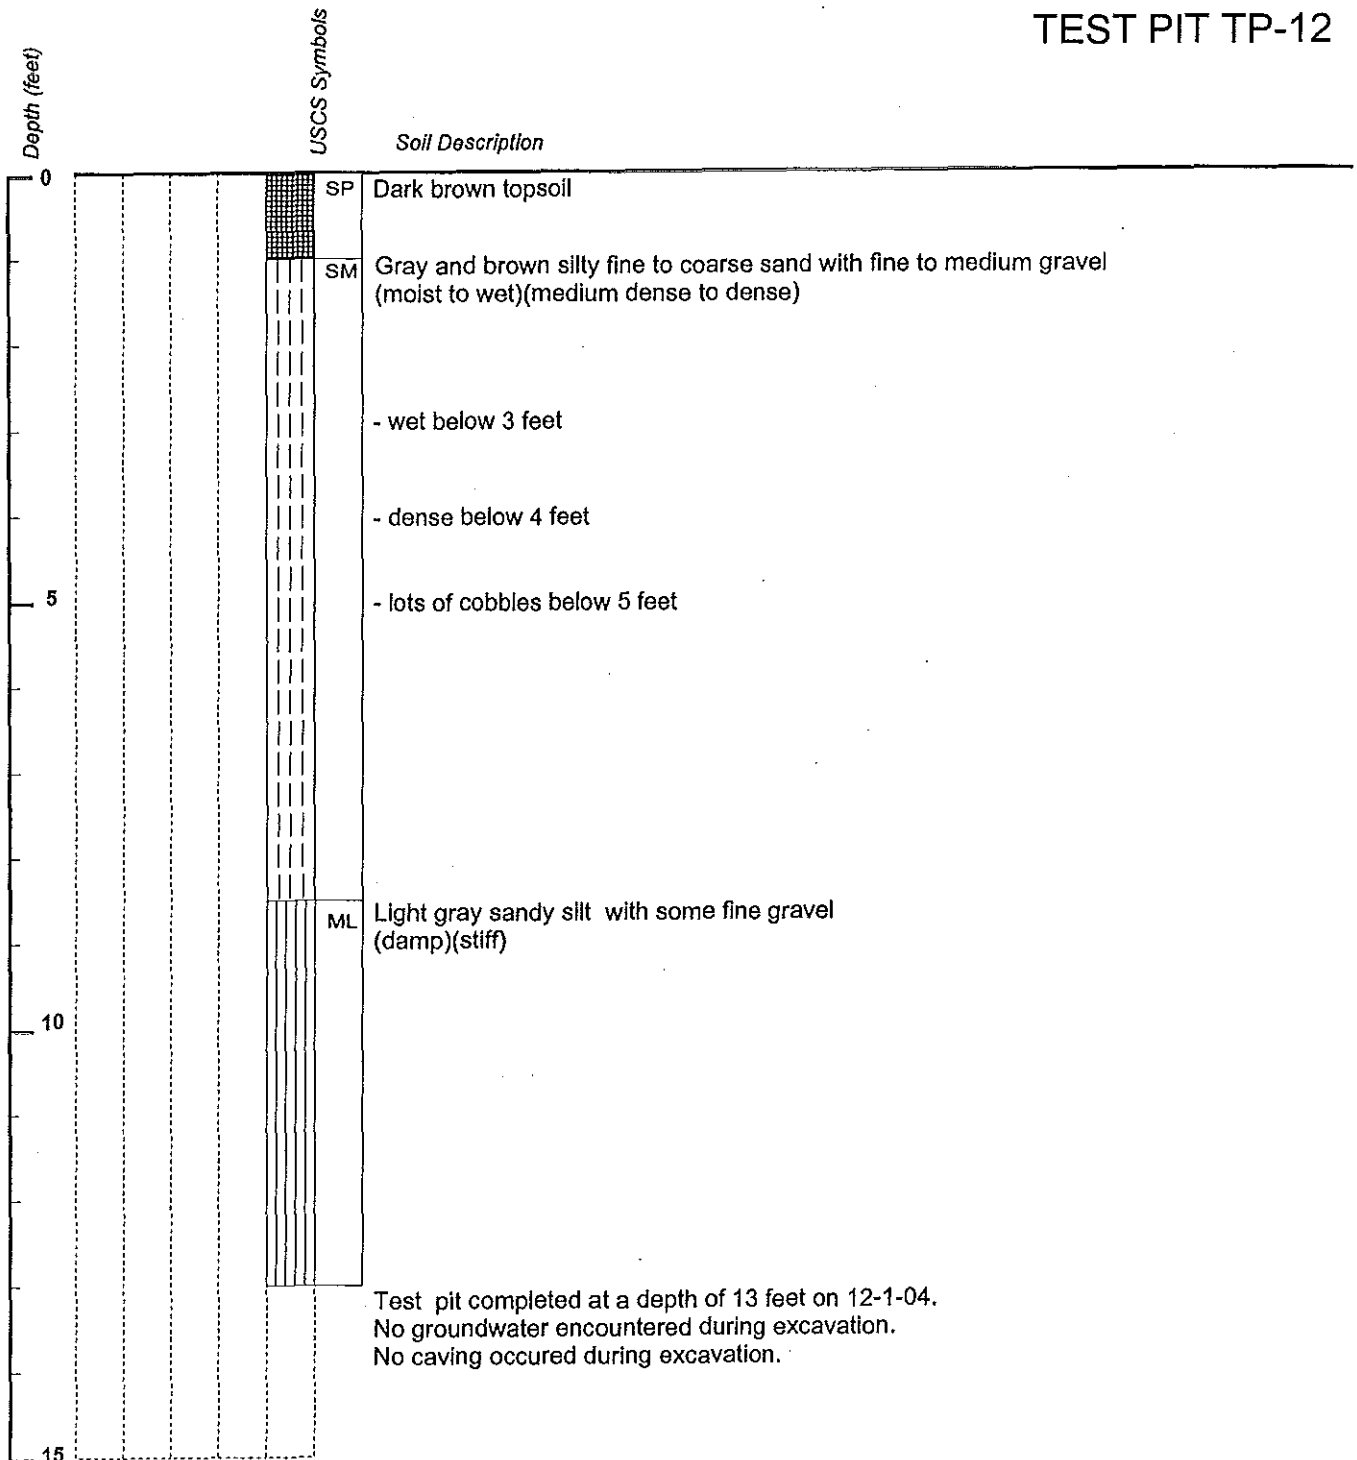 TEST PIT TP-12
Depth (feet)
USCS Symbols
Soil Description
0
SP Dark brown topsoil
SM Gray and brown silty fine to coarse sand with fine to medium gravel
(moist to wet)(medium dense to dense)
- wet below 3 feet
- dense below 4 feet
5
- lots of cobbles below 5 feet
ML Light gray sandy silt with some fine gravel
(damp)(stiff)
10
Test pit completed at a depth of 13 feet on 12-1-04.
No groundwater encountered during excavation.
No caving occured during excavation.
15